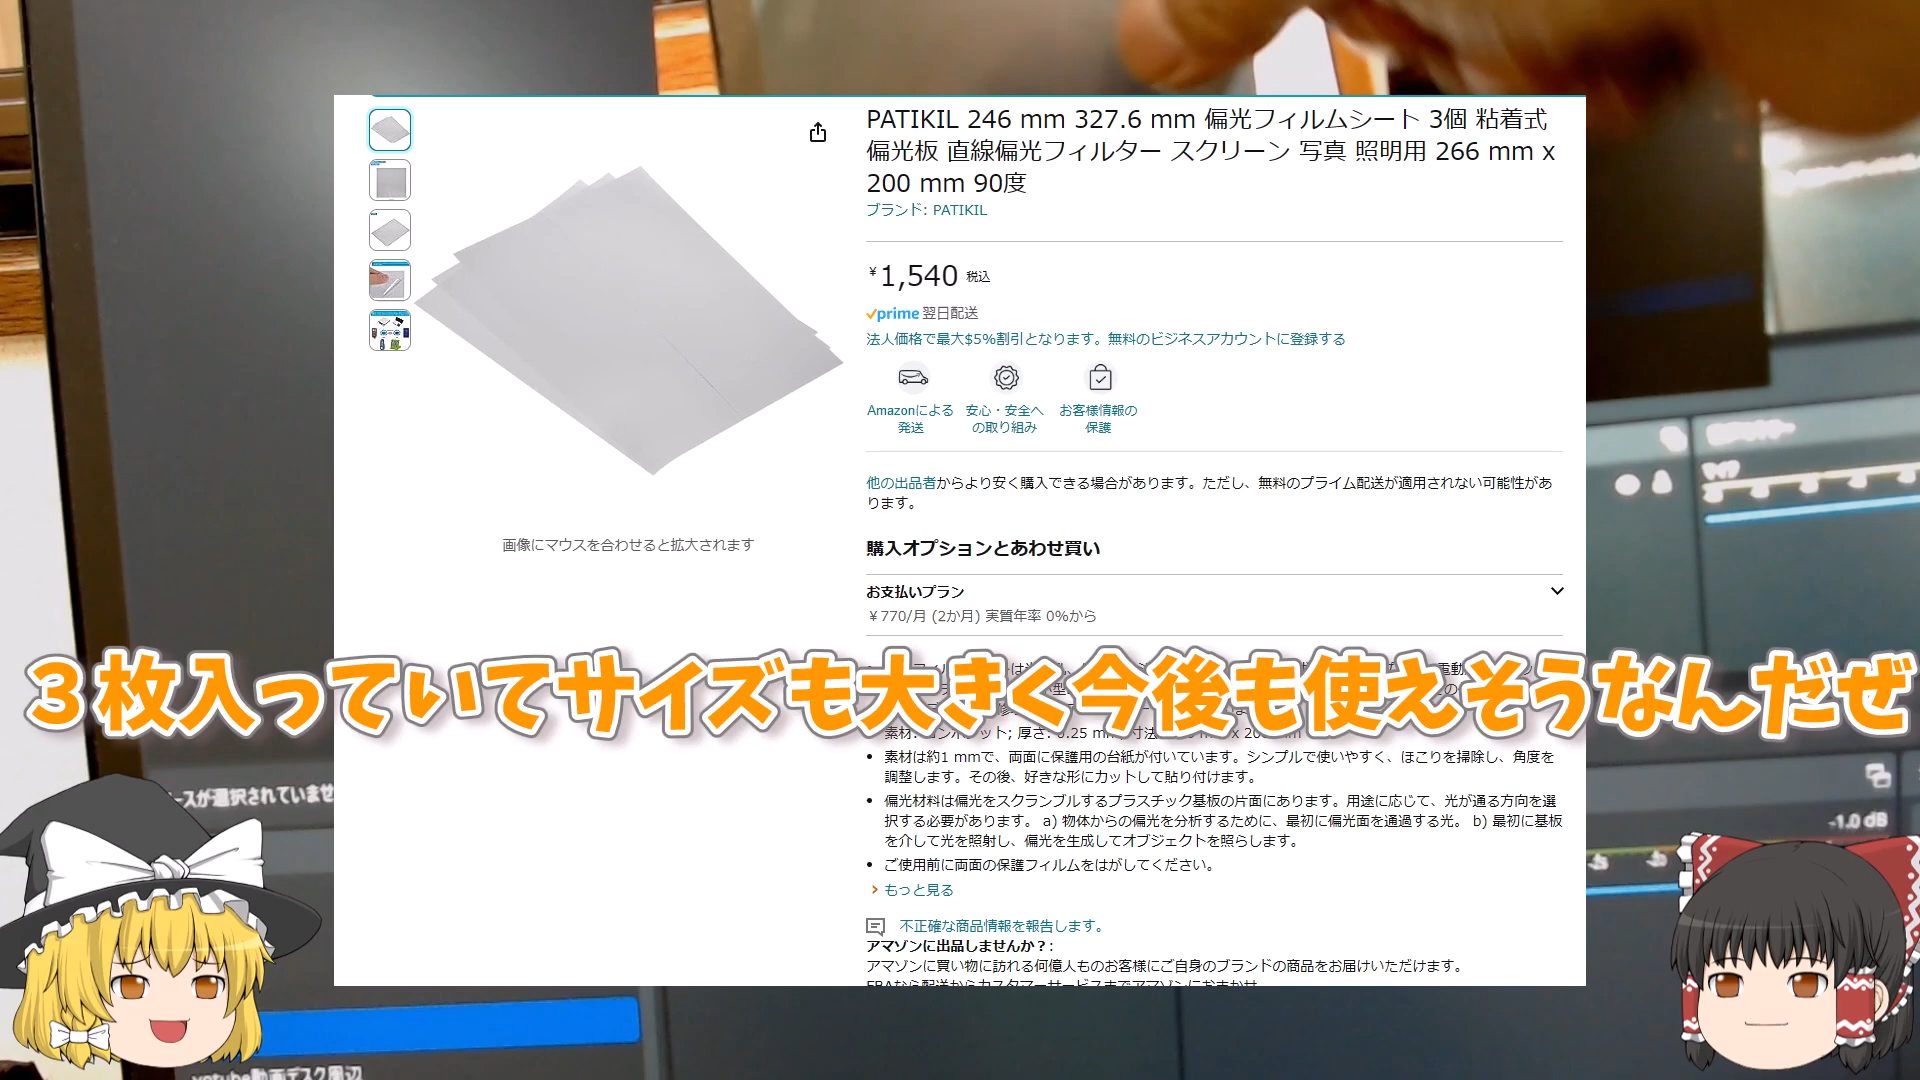 PATIKIL 246 mm 327.6 mm 偏光フィルムシート 3個 粘着式
偏光板 直線偏光フィルター スクリーン 写真 照明用 266 mm x
200 mm 90度
ブランド: PATIKIL
¥1,540 税込
prime 翌日配送
法人価格で最大$5%割引となります。無料のビジネスアカウントに登録する
Amazonによる
発送
安心・安全へ
の取り組み
お客様情報の
保護
他の出品者からより安く購入できる場合があります。ただし、無料のプライム配送が適用されない可能性があ
ります。
画像にマウスを合わせると拡大されます
購入オプションとあわせ買い
お支払いプラン
¥770/月 (2か月) 実質年率 0%から
３枚入っていてサイズも大きく今後も使えそうなんだぜ
素材は約1 mmで、両面に保護用の台紙が付いています。シンプルで使いやすく、ほこりを掃除し、角度を
調整します。その後、好きな形にカットして貼り付けます。
偏光材料は偏光をスクランブルするプラスチック基板の片面にあります。用途に応じて、光が通る方向を選
択する必要があります。 a) 物体からの偏光を分析するために、最初に偏光面を通過する光。 b) 最初に基板
を介して光を照射し、偏光を生成してオブジェクトを照らします。
ご使用前に両面の保護フィルムをはがしてください。
もっと見る
不正確な商品情報を報告します。
アマゾンに出品しませんか？:
アマゾンに買い物に訪れる何億人ものお客様にご自身のブランドの商品をお届けいただけます。
スが選択されていませ
-1.0 dB